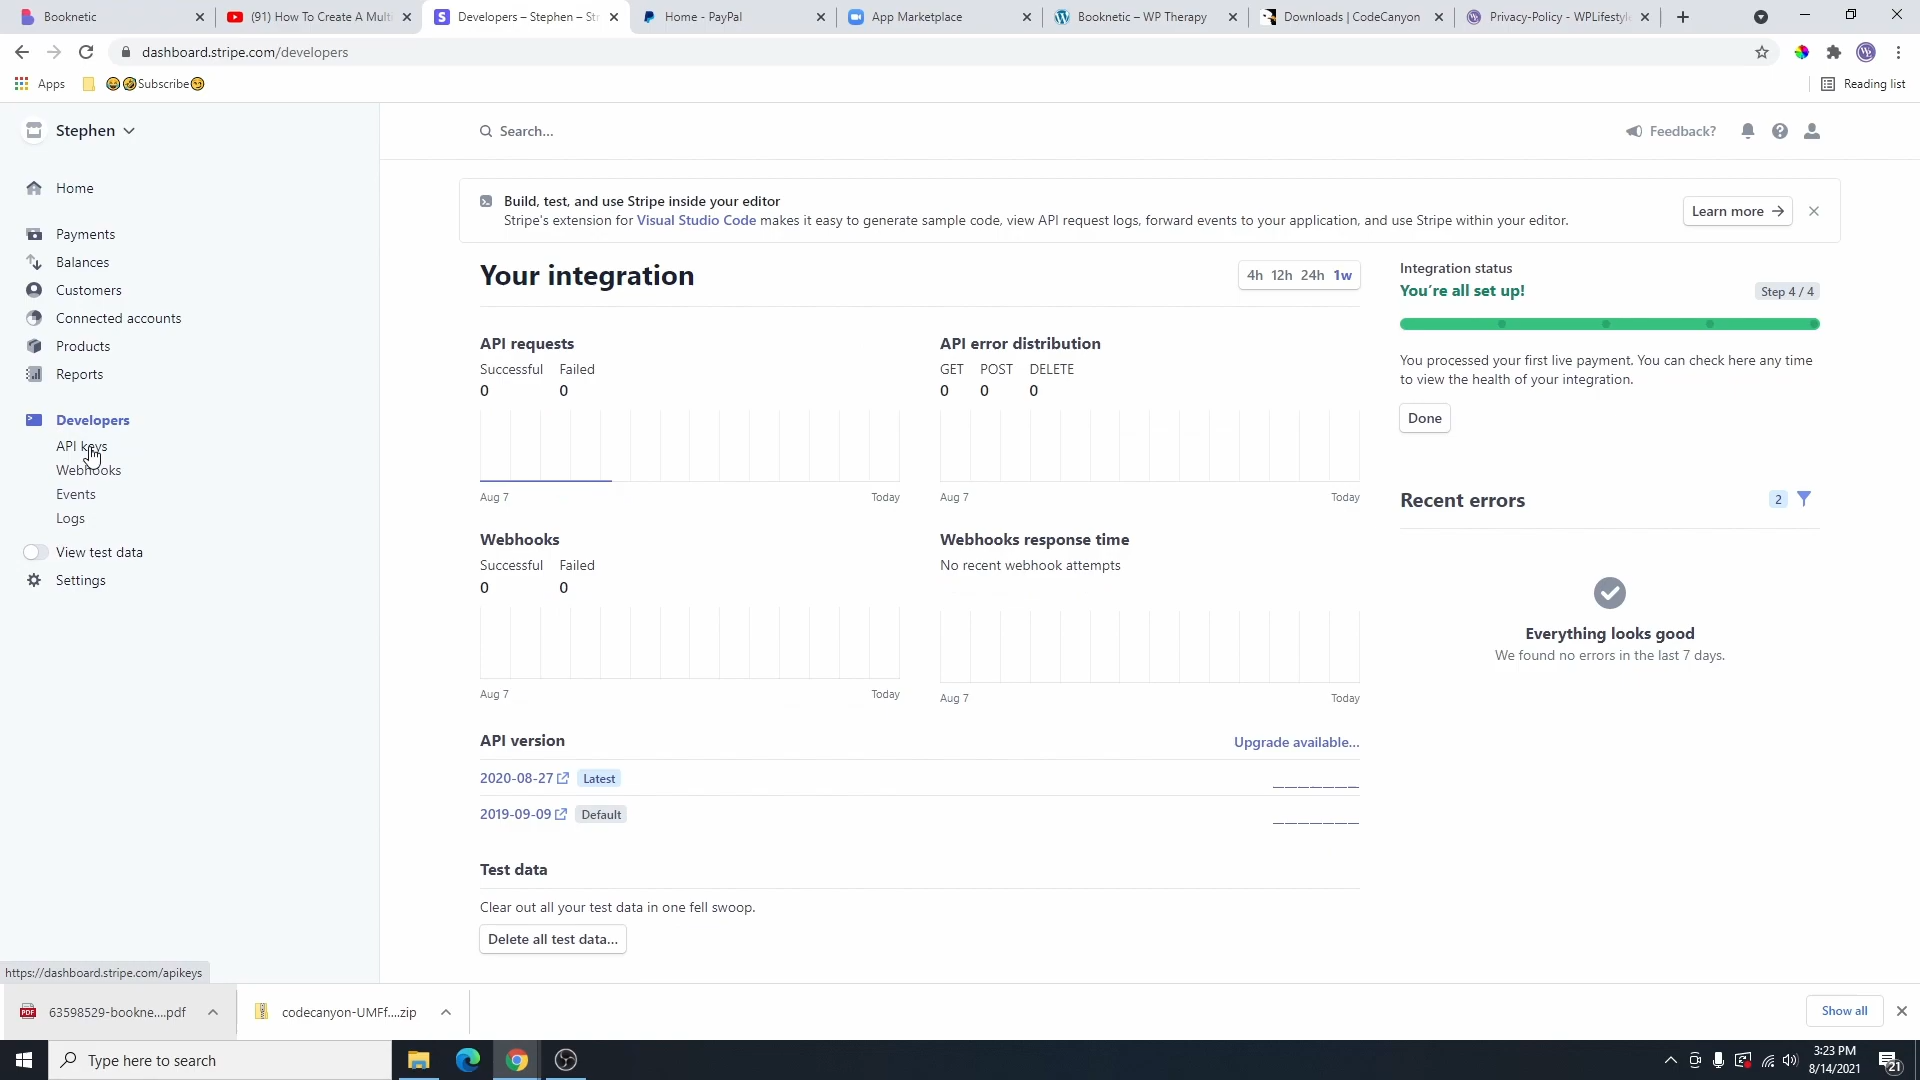 Booknetic
(91) How To Create A Multi
Developers – Stephen – Str
Home - PayPal
App Marketplace
Booknetic – WP Therapy
Downloads | CodeCanyon
Privacy-Policy - WPLifestyle
dashboard.stripe.com/developers
Apps
Subscribe
Reading list
Stephen
Search...
Feedback?
Home
Payments
Balances
Customers
Connected accounts
Products
Reports
Developers
API keys
Webhooks
Events
Logs
View test data
Settings
Build, test, and use Stripe inside your editor
Stripe's extension for Visual Studio Code makes it easy to generate sample code, view API request logs, forward events to your application, and use Stripe within your editor.
Learn more →
Your integration
4h 12h 24h 1w
API requests
Successful Failed
0 0
Aug 7 Today
API error distribution
GET POST DELETE
0 0 0
Aug 7 Today
Webhooks
Successful Failed
0 0
Aug 7 Today
Webhooks response time
No recent webhook attempts
Aug 7 Today
API version
Upgrade available...
2020-08-27 Latest
2019-09-09 Default
Test data
Clear out all your test data in one fell swoop.
Delete all test data...
Integration status
You're all set up!
Step 4 / 4
You processed your first live payment. You can check here any time
to view the health of your integration.
Done
Recent errors
2
Everything looks good
We found no errors in the last 7 days.
https://dashboard.stripe.com/apikeys
63598529-bookne....pdf
codecanyon-UMFf....zip
Show all
Type here to search
3:23 PM
8/14/2021
21